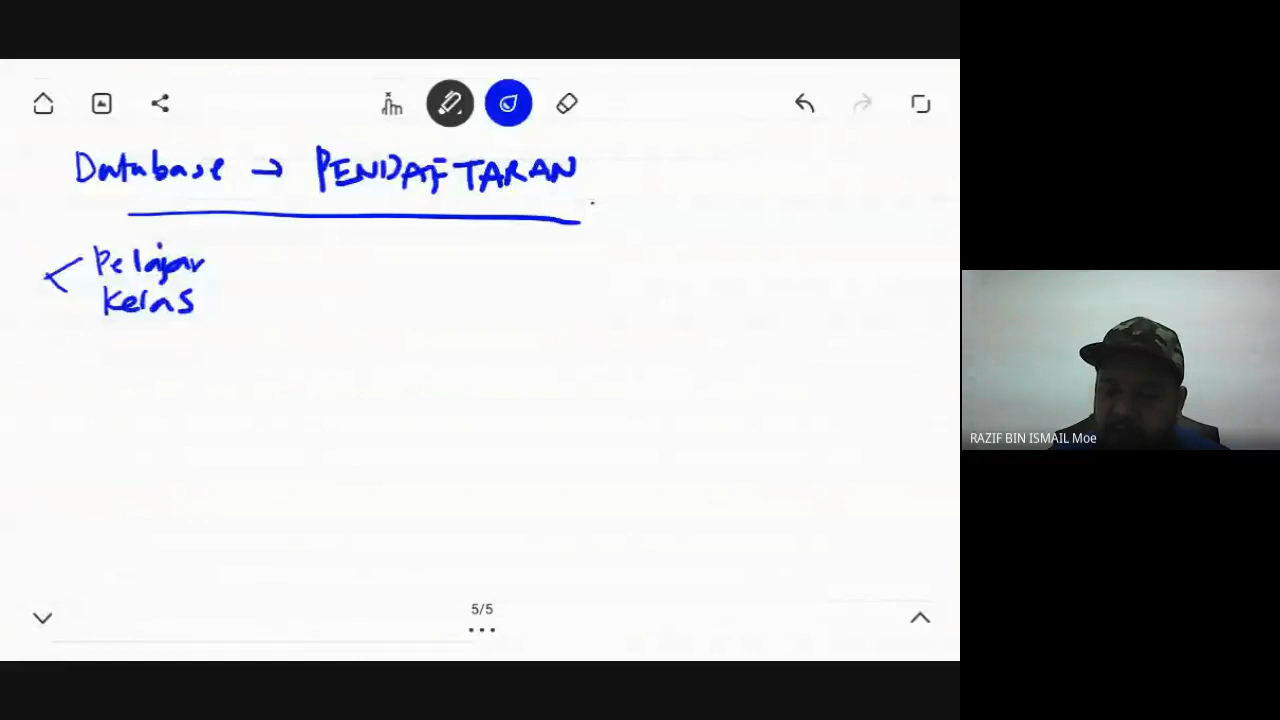 Database → PENDAFTARAN
Pelajar
Kelas
5/5
RAZIF BIN ISMAIL Moe